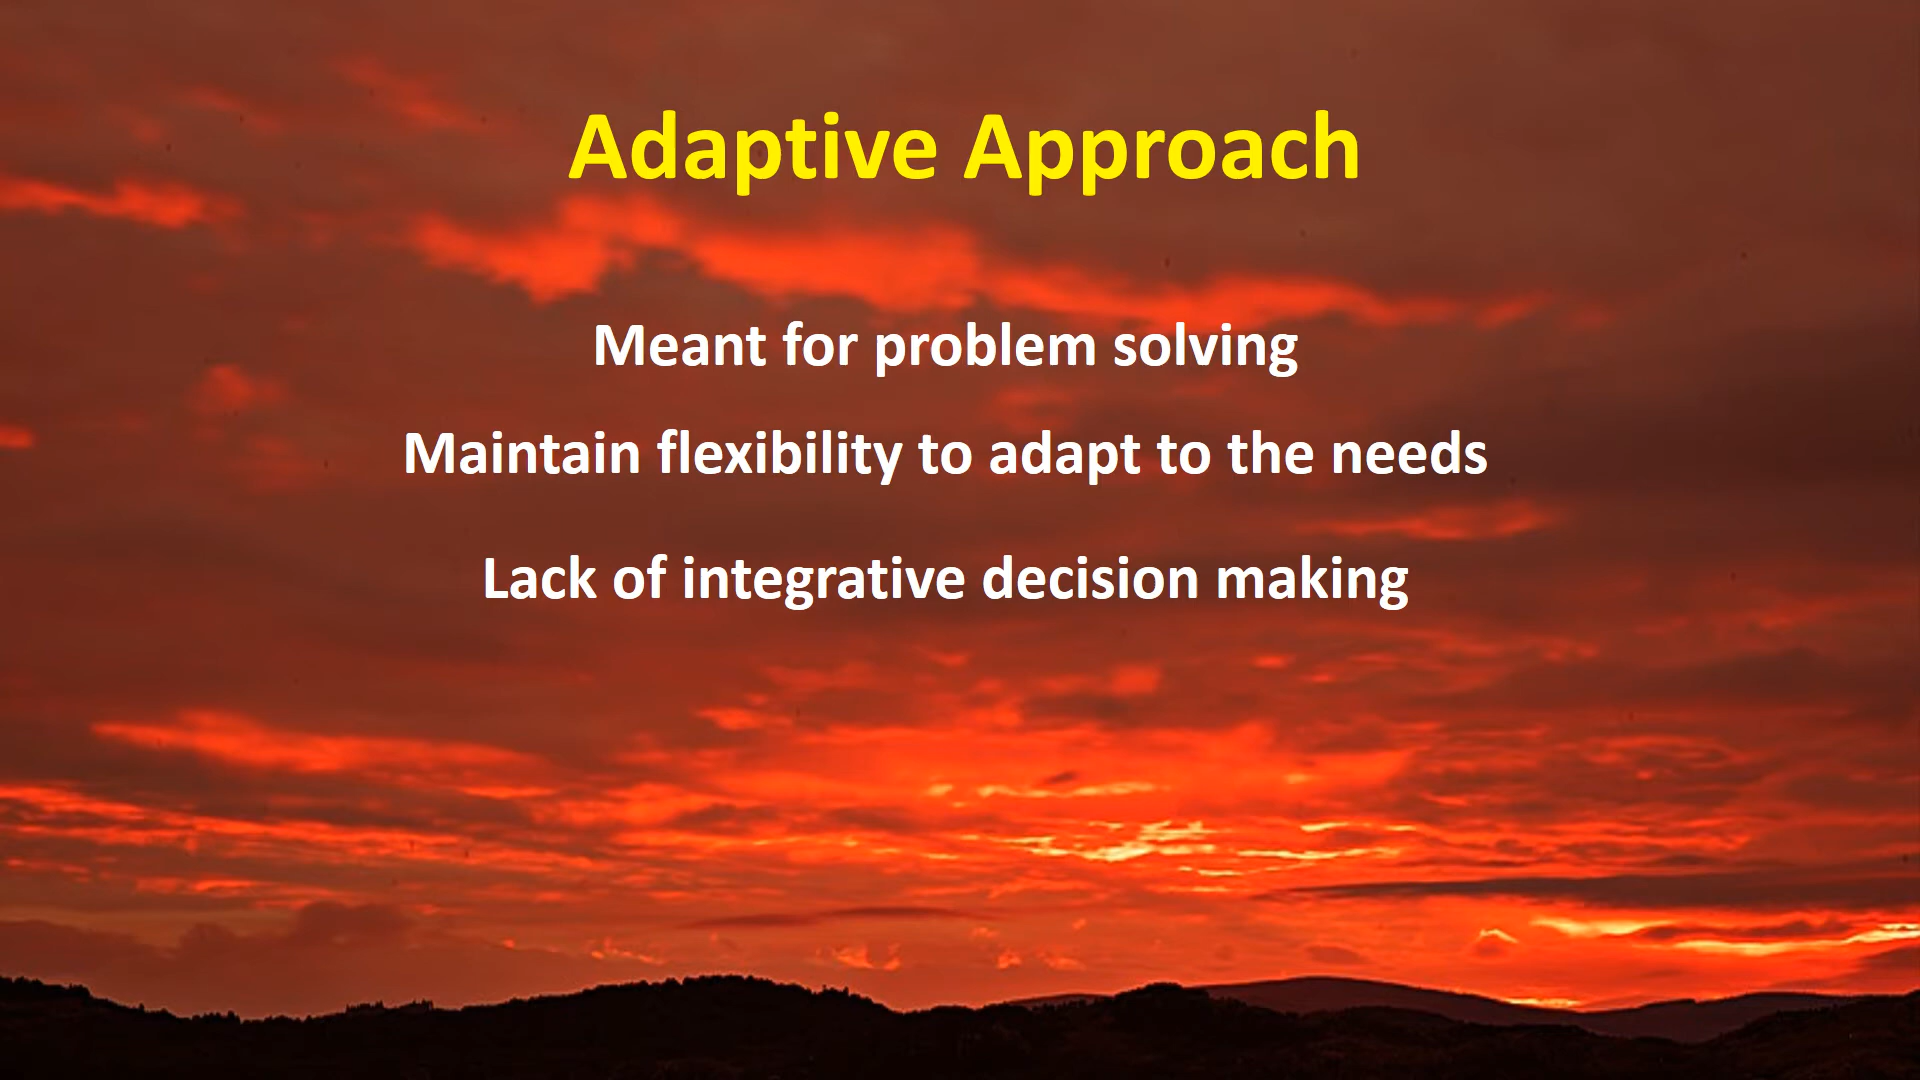 Adaptive Approach
Meant for problem solving
Maintain flexibility to adapt to the needs
Lack of integrative decision making